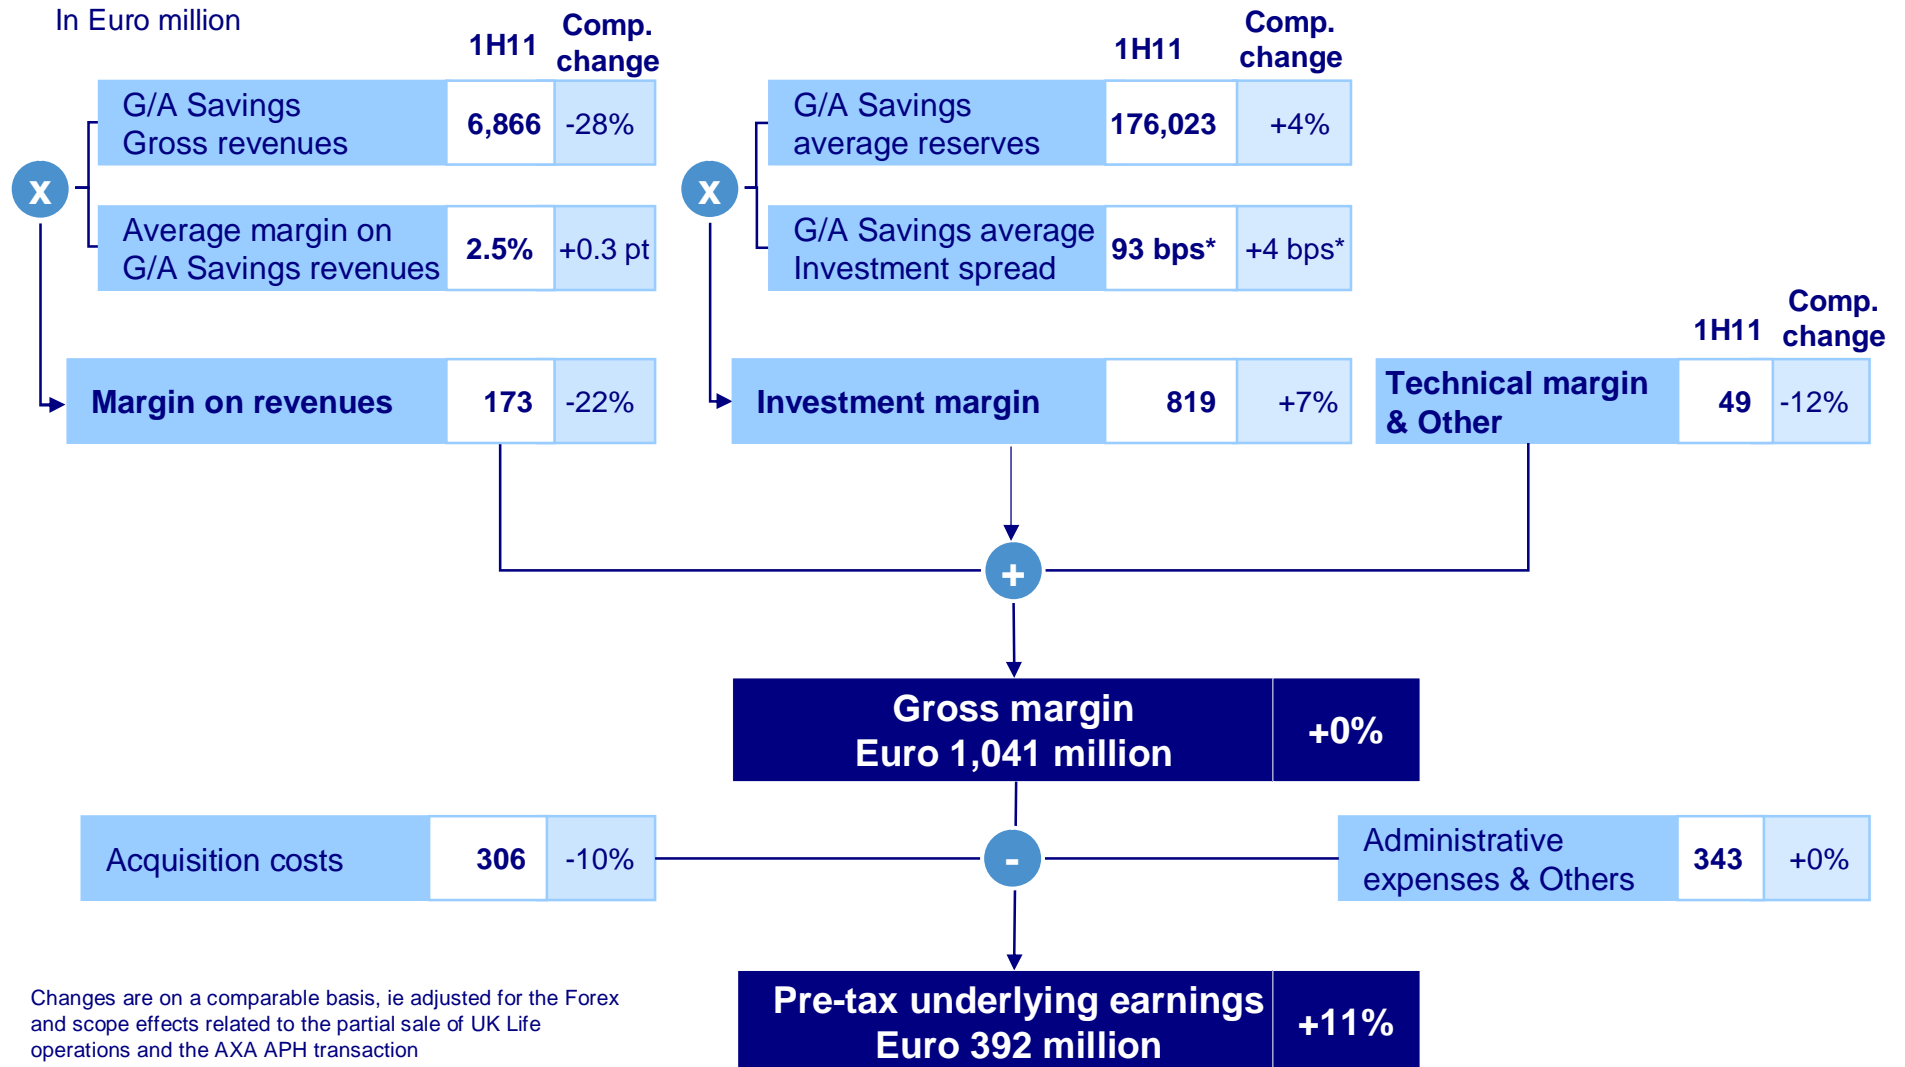 In Euro million
1H11
Comp.
change
G/A Savings
Gross revenues
6,866
-28%
x
Average margin on
G/A Savings revenues
2.5%
+0.3 pt
Margin on revenues
173
-22%
1H11
Comp.
change
G/A Savings
average reserves
176,023
+4%
x
G/A Savings average
Investment spread
93 bps*
+4 bps*
Investment margin
819
+7%
1H11
Comp.
change
Technical margin
& Other
49
-12%
+
Gross margin
Euro 1,041 million
+0%
Acquisition costs
306
-10%
-
Administrative
expenses & Others
343
+0%
Pre-tax underlying earnings
Euro 392 million
+11%
Changes are on a comparable basis, ie adjusted for the Forex
and scope effects related to the partial sale of UK Life
operations and the AXA APH transaction